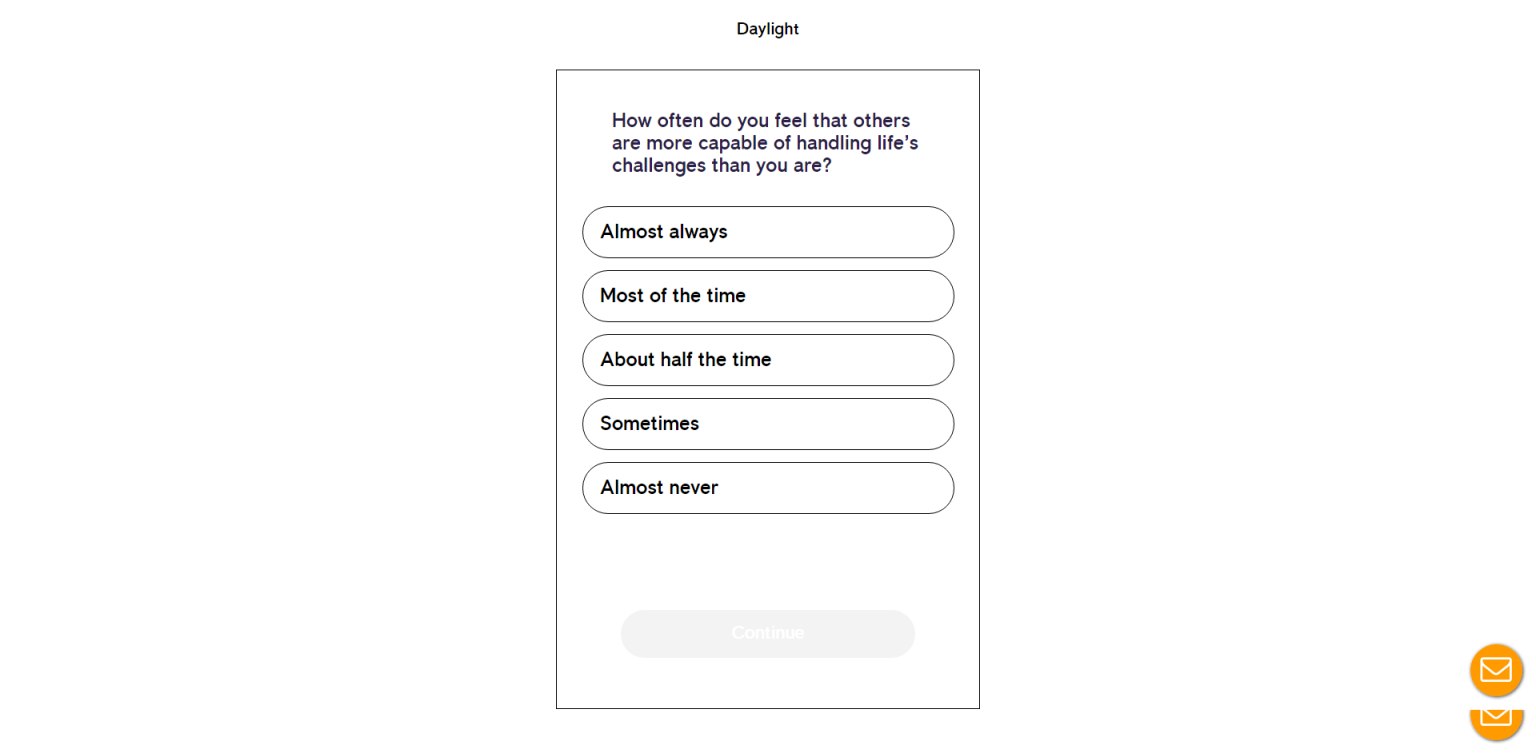 Daylight
How often do you feel that others
are more capable of handling life’s
challenges than you are?
Almost always
Most of the time
About half the time
Sometimes
Almost never
Continue